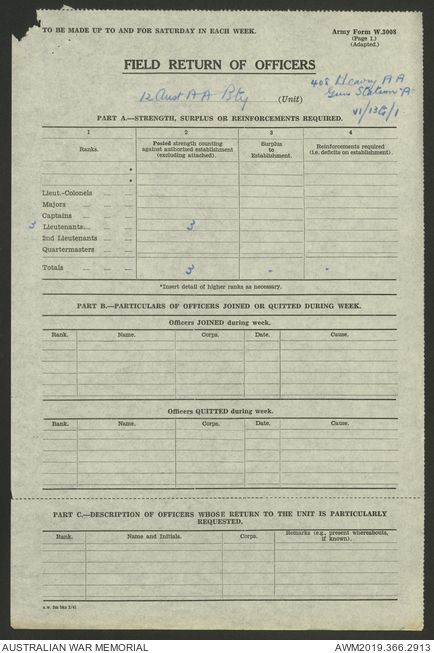 TO BE MADE UP TO AND FOR SATURDAY IN EACH WEEK.
Army Form W.3008
(Page 1.)
(Adapted.)
FIELD RETURN OF OFFICERS
12 Aust A A Bty (Unit)
408 Heavy A A
Gun Station "A"
PART A.—STRENGTH, SURPLUS OR REINFORCEMENTS REQUIRED.
1 2 3 4
Ranks. Posted strength counting against authorized establishment (excluding attached). Surplus to Establishment. Reinforcements required (i.e. deficits on establishment).
*
*
Lieut.-Colonels
Majors
Captains
3 Lieutenants 3
2nd Lieutenants
Quartermasters
Totals 3 - -
*Insert detail of higher ranks as necessary.
PART B.—PARTICULARS OF OFFICERS JOINED OR QUITTED DURING WEEK.
Officers JOINED during week.
Rank. Name. Corps. Date. Cause.
Officers QUITTED during week.
Rank. Name. Corps. Date. Cause.
PART C.—DESCRIPTION OF OFFICERS WHOSE RETURN TO THE UNIT IS PARTICULARLY
REQUESTED.
Rank. Name and Initials. Corps. Remarks (e.g., present whereabouts, if known).
AUSTRALIAN WAR MEMORIAL
AWM2019.366.2913